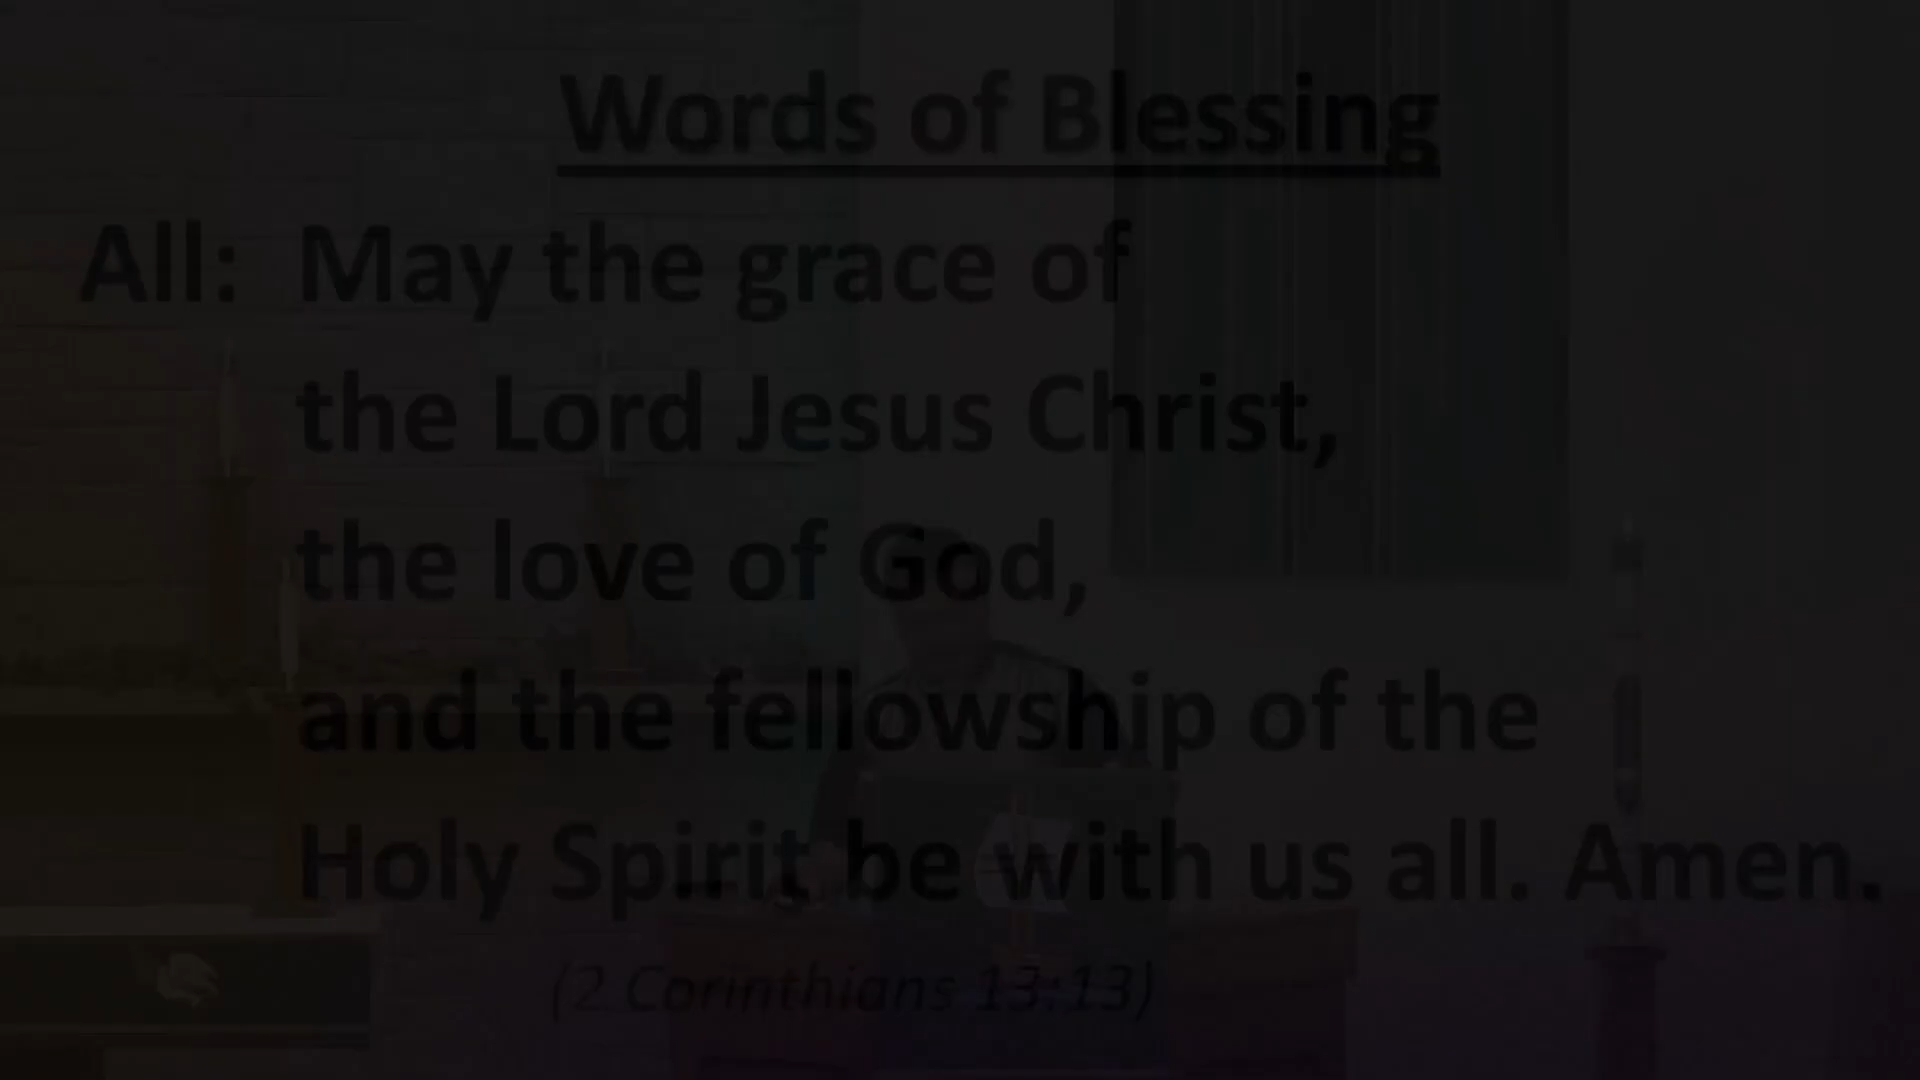 Words of Blessing
All: May the grace of
the Lord Jesus Christ,
the love of God,
and the fellowship of the
Holy Spirit be with us all. Amen.
(2 Corinthians 13:13)